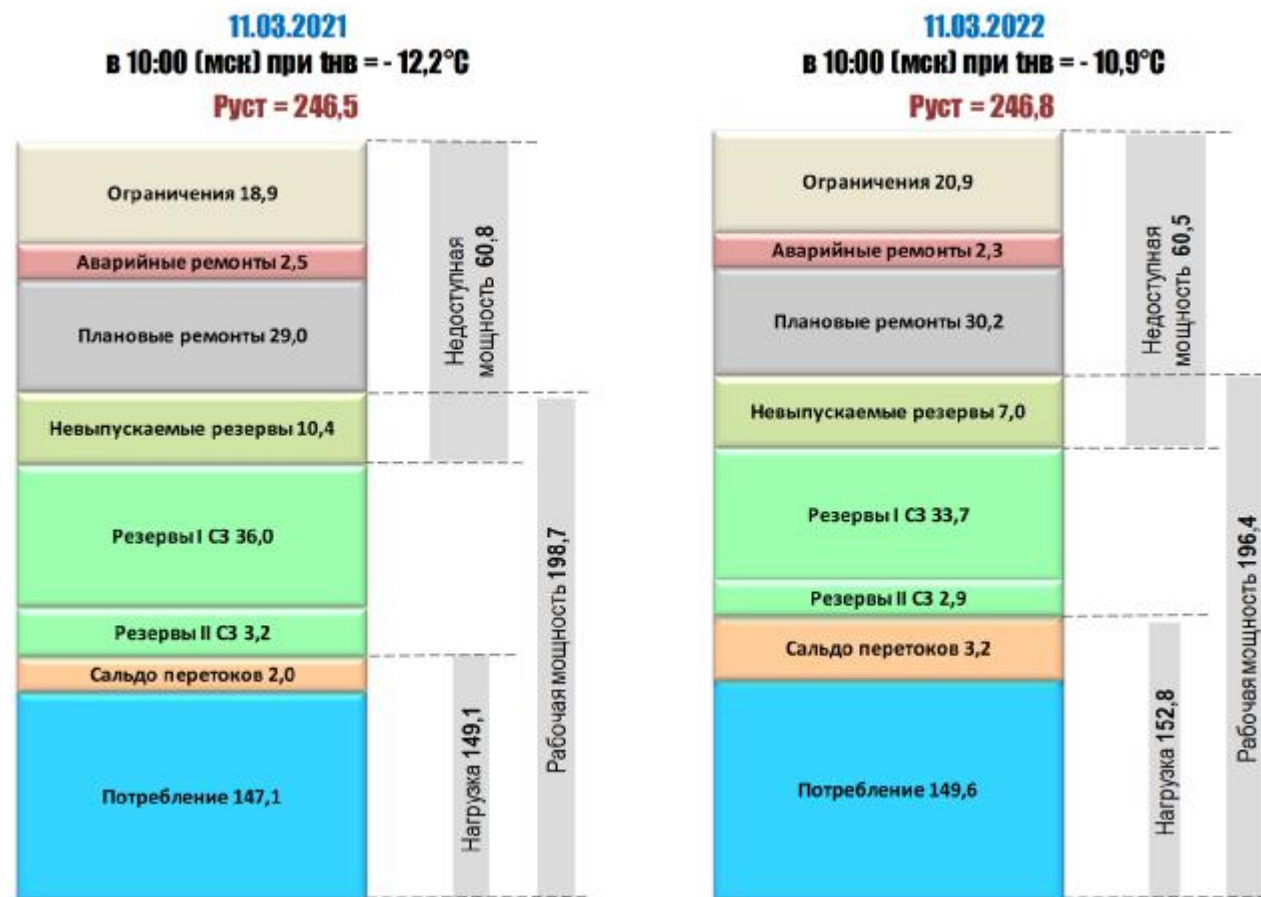 11.03.2021
в 10:00 (мск) при tнв = - 12,2°С
Руст = 246,5
Ограничения 18,9
Аварийные ремонты 2,5
Плановые ремонты 29,0
Невыпускаемые резервы 10,4
Резервы I СЗ 36,0
Резервы II СЗ 3,2
Сальдо перетоков 2,0
Потребление 147,1
Недоступная
мощность 60,8
Нагрузка 149,1
Рабочая мощность 198,7
11.03.2022
в 10:00 (мск) при tнв = - 10,9°С
Руст = 246,8
Ограничения 20,9
Аварийные ремонты 2,3
Плановые ремонты 30,2
Невыпускаемые резервы 7,0
Резервы I СЗ 33,7
Резервы II СЗ 2,9
Сальдо перетоков 3,2
Потребление 149,6
Недоступная
мощность 60,5
Нагрузка 152,8
Рабочая мощность 196,4